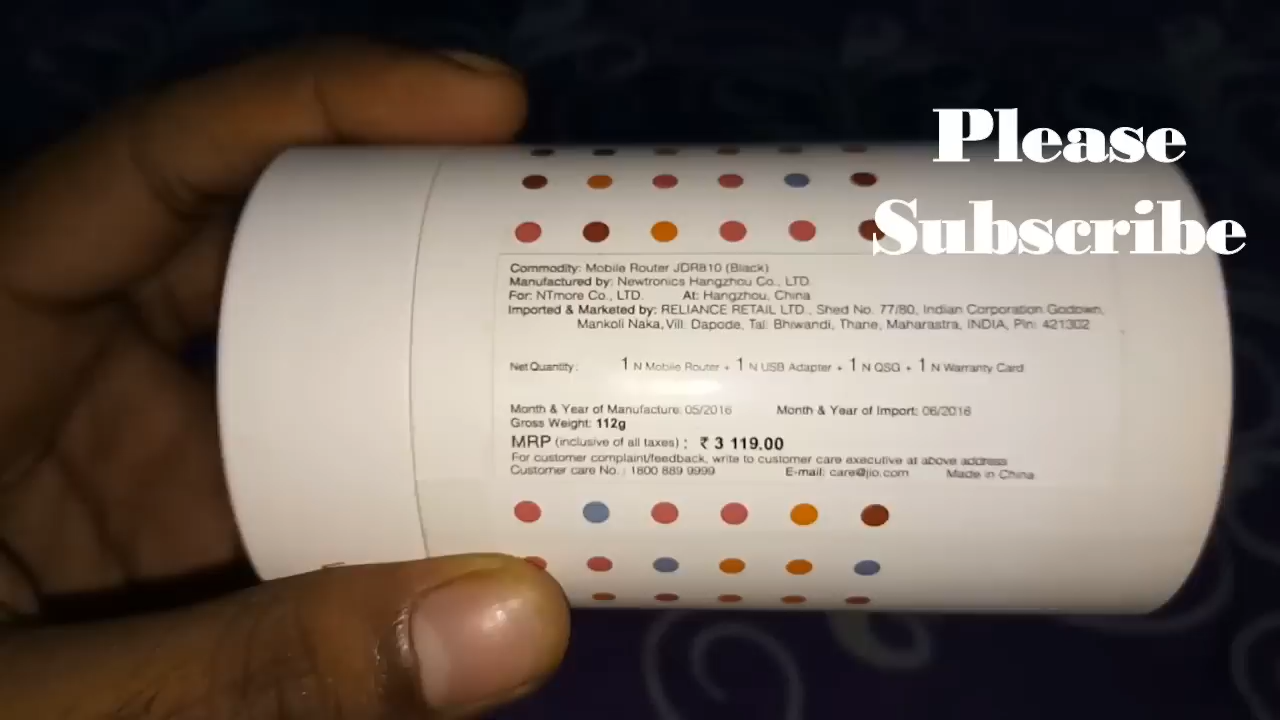 Please
Subscribe
Commodity: Mobile Router JDR810 (Black)
Manufactured by: Newtronics Hangzhou Co., LTD.
For: NTmore Co., LTD. At: Hangzhou, China
Imported & Marketed by: RELIANCE RETAIL LTD., Shed No. 77/80, Indian Corporation Godown,
Mankoli Naka, Vill. Dapode, Tal. Bhiwandi, Thane, Maharastra, INDIA, Pin: 421302
Net Quantity: 1 N Mobile Router + 1 N USB Adapter + 1 N QSG + 1 N Warranty Card
Month & Year of Manufacture: 05/2016 Month & Year of Import: 06/2016
Gross Weight: 112g
MRP (inclusive of all taxes) : ₹ 3 119.00
For customer complaint/feedback, write to customer care executive at above address
Customer care No. : 1800 889 9999 E-mail: care@jio.com Made in China